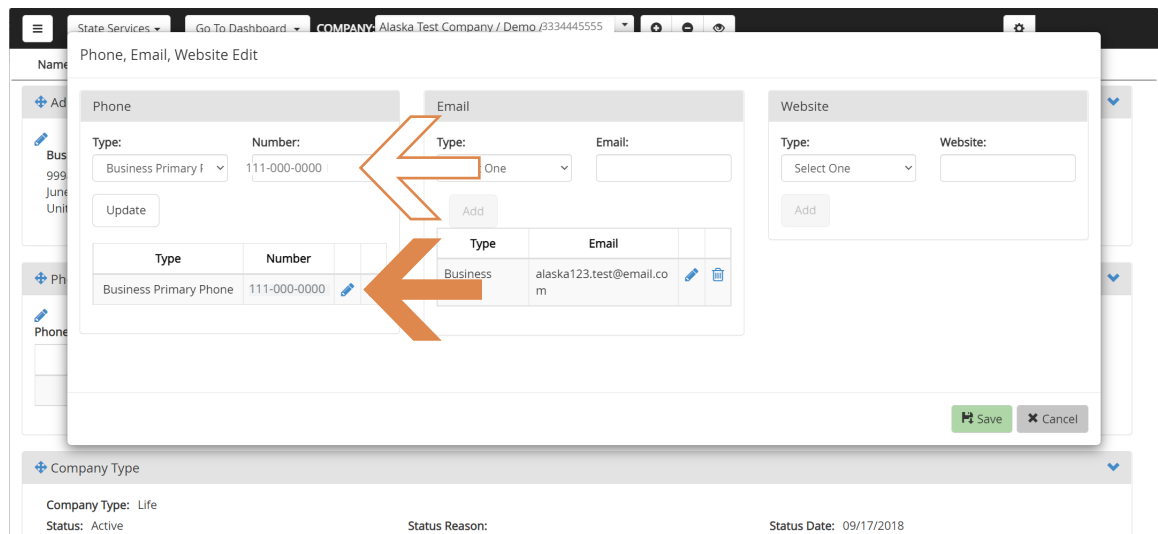 State Services Go To Dashboard COMPANY: Alaska Test Company / Demo /3334445555
Name
Phone, Email, Website Edit
Ad
Phone
Email
Website
Type: Number:
Type: Email:
Type: Website:
Bus
Business Primary 111-000-0000
One
Select One
999
June
Unit
Update
Add
Add
Type Number
Type Email
Business Primary Phone 111-000-0000
Business alaska123.test@email.co
m
Ph
Phone
Save Cancel
Company Type
Company Type: Life
Status: Active Status Reason: Status Date: 09/17/2018